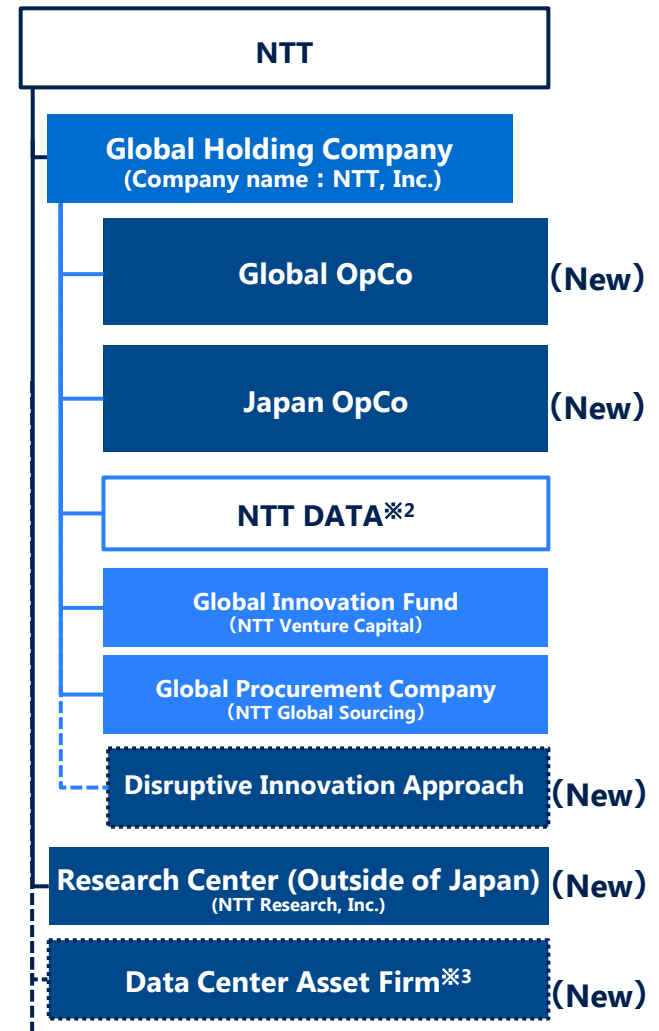 NTT
Global Holding Company
(Company name：NTT, Inc.)
Global OpCo
（New）
Japan OpCo
（New）
NTT DATA※2
Global Innovation Fund
（NTT Venture Capital）
Global Procurement Company
（NTT Global Sourcing）
Disruptive Innovation Approach
（New）
Research Center (Outside of Japan)
(NTT Research, Inc.)
（New）
Data Center Asset Firm※3
（New）